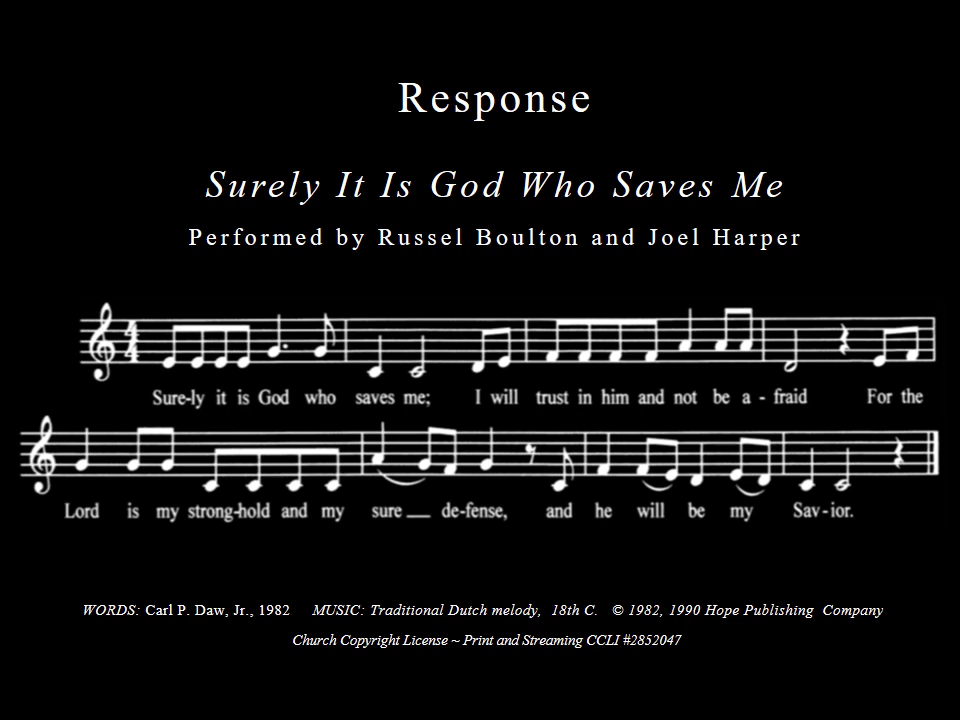 Response
Surely It Is God Who Saves Me
Performed by Russel Boulton and Joel Harper
4
4
Sure-ly it is God who saves me; I will trust in him and not be a - fraid For the
Lord is my strong-hold and my sure __ de-fense, and he will be my Sav-ior.
WORDS: Carl P. Daw, Jr., 1982 MUSIC: Traditional Dutch melody, 18th C. © 1982, 1990 Hope Publishing Company
Church Copyright License ~ Print and Streaming CCLI #2852047